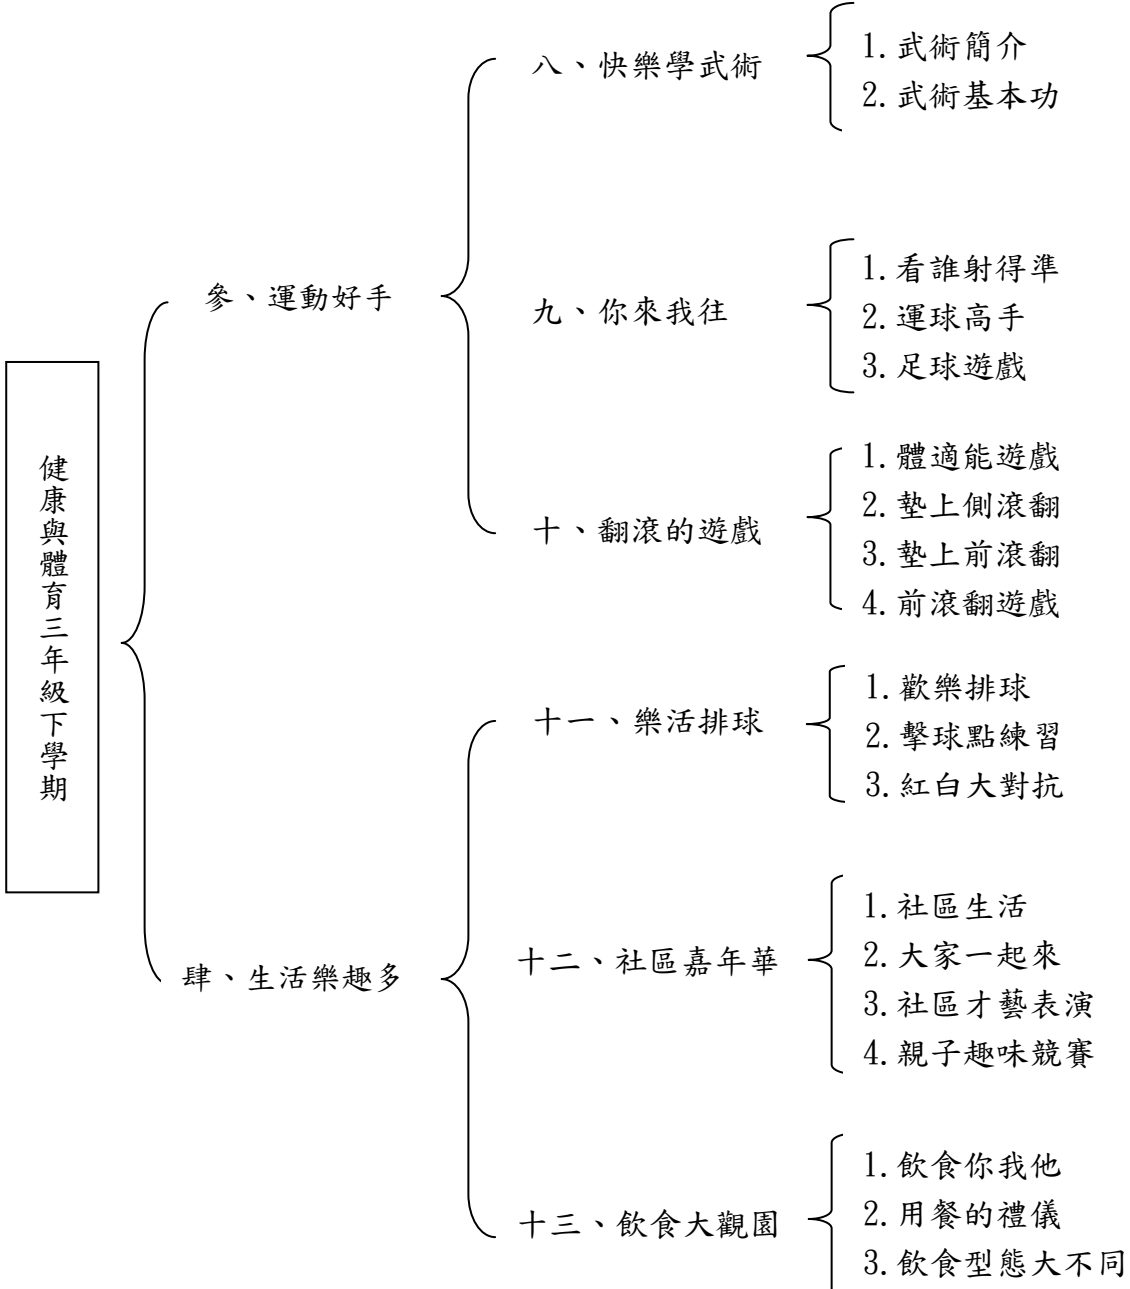 健康與體育三年級下學期
參、運動好手
八、快樂學武術
1.武術簡介
2.武術基本功
九、你來我往
1.看誰射得準
2.運球高手
3.足球遊戲
十、翻滾的遊戲
1.體適能遊戲
2.墊上側滾翻
3.墊上前滾翻
4.前滾翻遊戲
肆、生活樂趣多
十一、樂活排球
1.歡樂排球
2.擊球點練習
3.紅白大對抗
十二、社區嘉年華
1.社區生活
2.大家一起來
3.社區才藝表演
4.親子趣味競賽
十三、飲食大觀園
1.飲食你我他
2.用餐的禮儀
3.飲食型態大不同